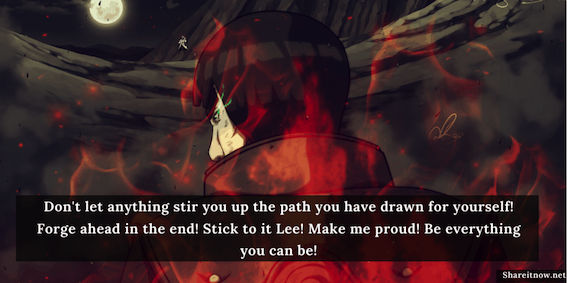 Don't let anything stir you up the path you have drawn for yourself!
Forge ahead in the end! Stick to it Lee! Make me proud! Be everything
you can be!
Shareitnow.net